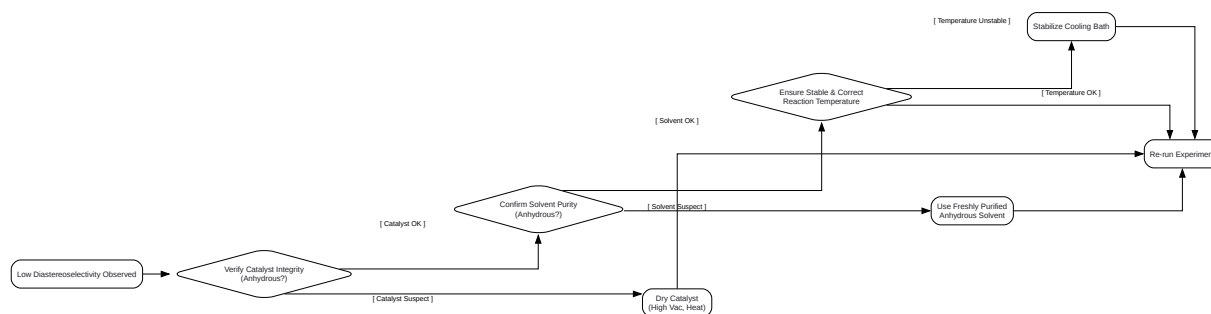 [ Temperature Unstable ]
Stabilize Cooling Bath
Ensure Stable & Correct
Reaction Temperature
[ Temperature OK ]
[ Solvent OK ]
Re-run Experimen
Confirm Solvent Purity
(Anhydrous?)
[ Solvent Suspect ]
Use Freshly Purified
Anhydrous Solvent
[ Catalyst OK ]
Low Diastereoselectivity Observed
Verify Catalyst Integrity
(Anhydrous?)
[ Catalyst Suspect ]
Dry Catalyst
(High Vac, Heat)